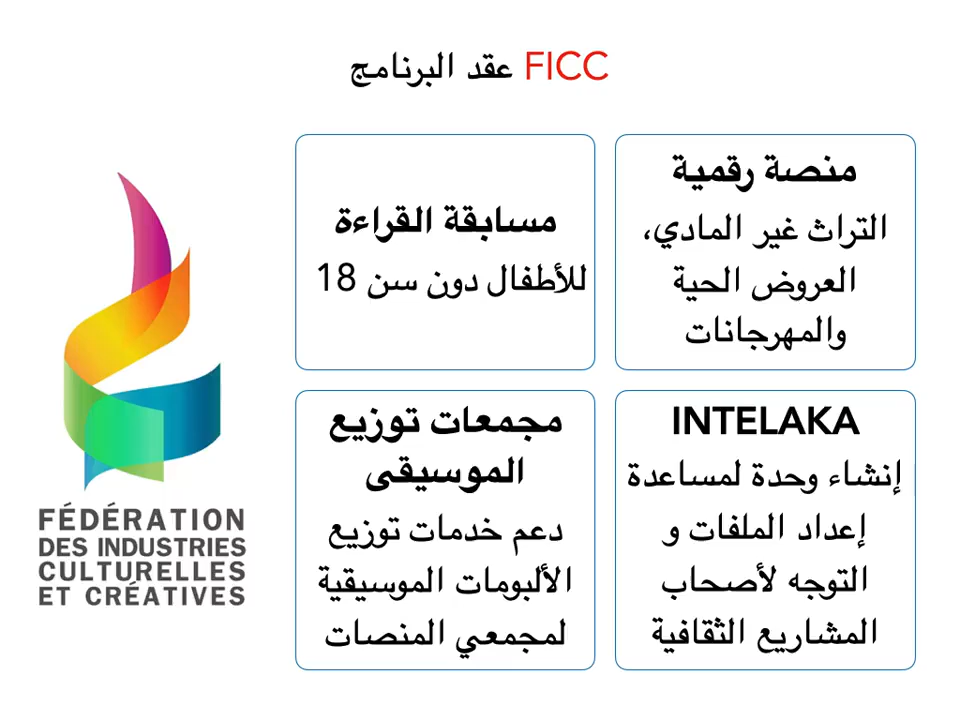 FICC عقد البرنامج
منصة رقمية
التراث غير المادي،
العروض الحية
والمهرجانات
مسابقة القراءة
للأطفال دون سن 18
INTELAKA
إنشاء وحدة لمساعدة
إعداد الملفات و
التوجه لأصحاب
المشاريع الثقافية
مجمعات توزيع
الموسيقى
دعم خدمات توزيع
الألبومات الموسيقية
لمجمعي المنصات
FÉDÉRATION
DES INDUSTRIES
CULTURELLES
ET CRÉATIVES